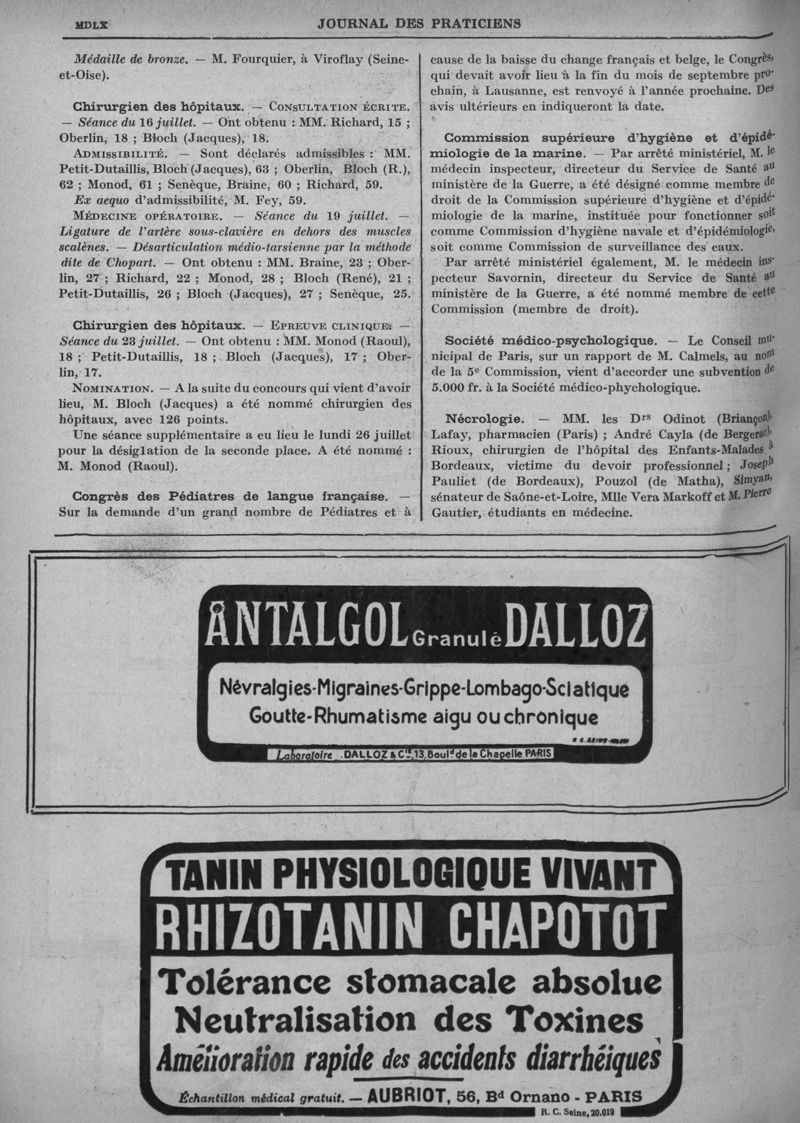 MDLX
JOURNAL DES PRATICIENS
Médaille de bronze. — M. Fourquier, à Viroflay (Seine-
et-Oise).
Chirurgien des hôpitaux. — CONSULTATION ÉCRITE.
— Séance du 16 juillet. — Ont obtenu : MM. Richard, 15 ;
Oberlin, 18 ; Bloch (Jacques), 18.
ADMISSIBILITÉ. — Sont déclarés admissibles : MM.
Petit-Dutaillis, Bloch (Jacques), 63 ; Oberlin, Bloch (R.),
62 ; Monod, 61 ; Senèque, Braine, 60 ; Richard, 59.
Ex aequo d'admissibilité, M. Fey, 59.
MÉDECINE OPÉRATOIRE. — Séance du 19 juillet. —
Ligature de l'artère sous-clavière en dehors des muscles
scalènes. — Désarticulation médio-tarsienne par la méthode
dite de Chopart. — Ont obtenu : MM. Braine, 23 ; Ober-
lin, 27 ; Richard, 22 ; Monod, 28 ; Bloch (René), 21 ;
Petit-Dutaillis, 26 ; Bloch (Jacques), 27 ; Senèque, 25.
Chirurgien des hôpitaux. — EPREUVE CLINIQUE. —
Séance du 23 juillet. — Ont obtenu : MM. Monod (Raoul),
18 ; Petit-Dutaillis, 18 ; Bloch (Jacques), 17 ; Ober-
lin, 17.
NOMINATION. — A la suite du concours qui vient d'avoir
lieu, M. Bloch (Jacques) a été nommé chirurgien des
hôpitaux, avec 126 points.
Une séance supplémentaire a eu lieu le lundi 26 juillet
pour la désig1ation de la seconde place. A été nommé :
M. Monod (Raoul).
Congrès des Pédiatres de langue française. —
Sur la demande d'un grand nombre de Pédiatres et à
cause de la baisse du change français et belge, le Congrès,
qui devait avoir lieu à la fin du mois de septembre pro-
chain, à Lausanne, est renvoyé à l'année prochaine. Des
avis ultérieurs en indiqueront la date.
Commission supérieure d'hygiène et d'épidé-
miologie de la marine. — Par arrêté ministériel, M. le
médecin inspecteur, directeur du Service de Santé au
ministère de la Guerre, a été désigné comme membre de
droit de la Commission supérieure d'hygiène et d'épidé-
miologie de la marine, instituée pour fonctionner soit
comme Commission d'hygiène navale et d'épidémiologie,
soit comme Commission de surveillance des eaux.
Par arrêté ministériel également, M. le médecin ins-
pecteur Savornin, directeur du Service de Santé au
ministère de la Guerre, a été nommé membre de cette
Commission (membre de droit).
Société médico-psychologique. — Le Conseil mu-
nicipal de Paris, sur un rapport de M. Calmels, au nom
de la 5e Commission, vient d'accorder une subvention de
5.000 fr. à la Société médico-phychologique.
Nécrologie. — MM. les Drs Odinot (Briançon),
Lafay, pharmacien (Paris) ; André Cayla (de Bergerac),
Rioux, chirurgien de l'hôpital des Enfants-Malades à
Bordeaux, victime du devoir professionnel ; Joseph
Pauliet (de Bordeaux), Pouzol (de Matha), Simyan,
sénateur de Saône-et-Loire, Mlle Vera Markoff et M. Pierre
Gautier, étudiants en médecine.
ANTALGOL Granulé DALLOZ
Névralgies-Migraines-Grippe-Lombago-Sciatique
Goutte-Rhumatisme aigu ou chronique
Laboratoire .DALLOZ & Cie, 13, Bould de la Chapelle PARIS
TANIN PHYSIOLOGIQUE VIVANT
RHIZOTANIN CHAPOTOT
Tolérance stomacale absolue
Neutralisation des Toxines
Amélioration rapide des accidents diarrhéiques
Échantillon médical gratuit. — AUBRIOT, 56, Bd Ornano - PARIS
R. C. Seine, 20.019